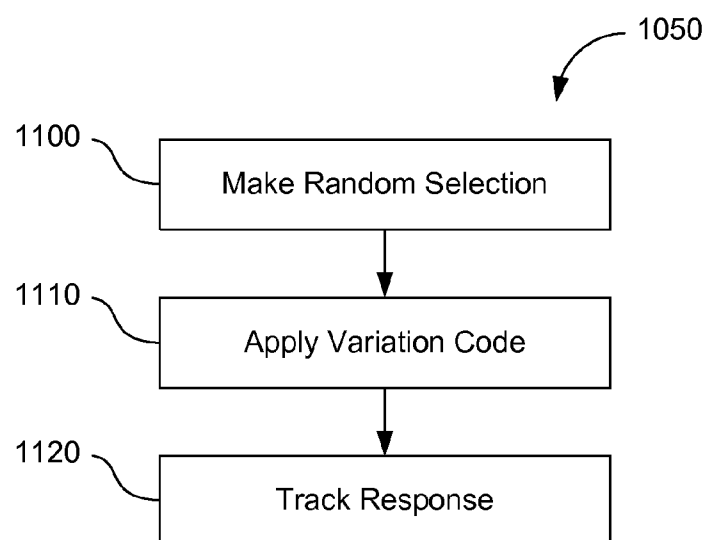 1050
1100
Make Random Selection
1110
Apply Variation Code
1120
Track Response